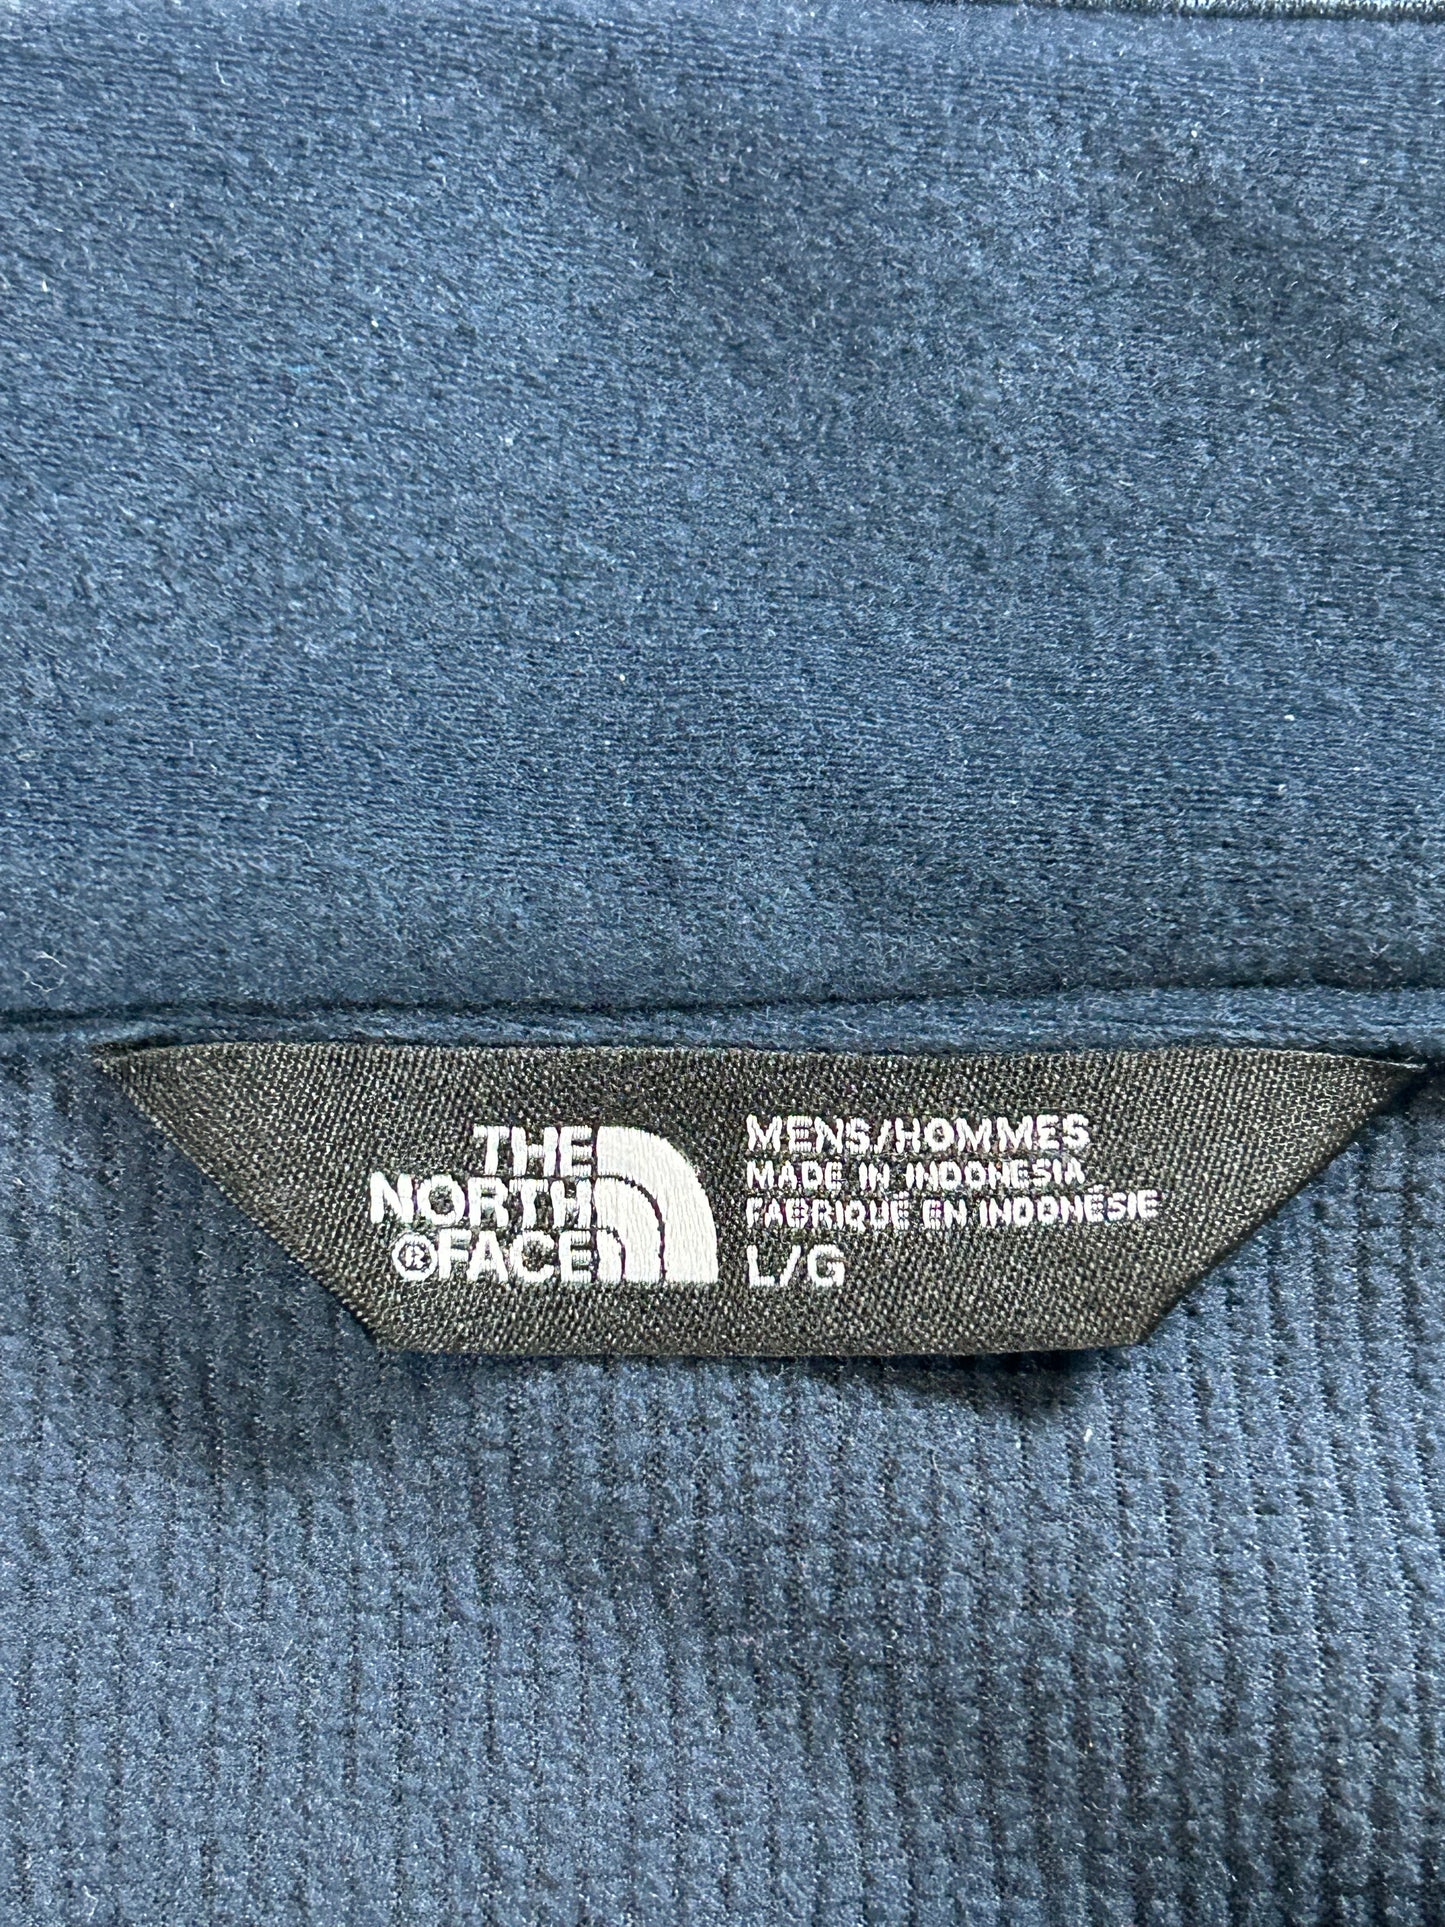 THE
NORTH
®FACE
MENS/HOMMES
MADE IN INDONESIA
FABRIQUÉ EN INDONÉSIE
L/G